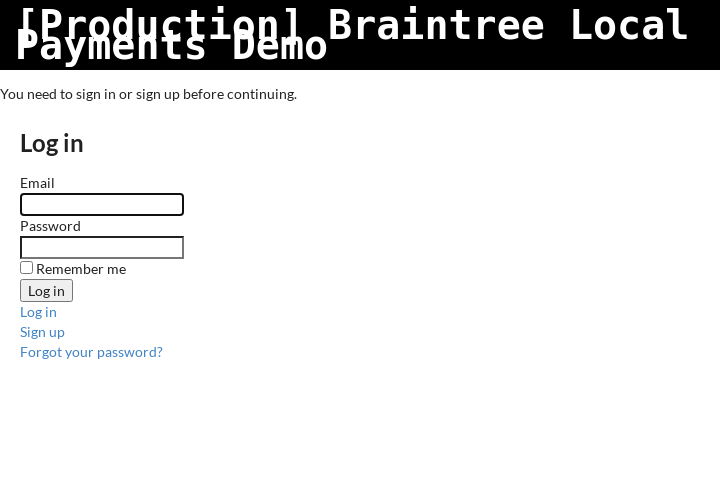 [Production] Braintree Local
Payments Demo
You need to sign in or sign up before continuing.
Log in
Email
Password
Remember me
Log in
Log in
Sign up
Forgot your password?